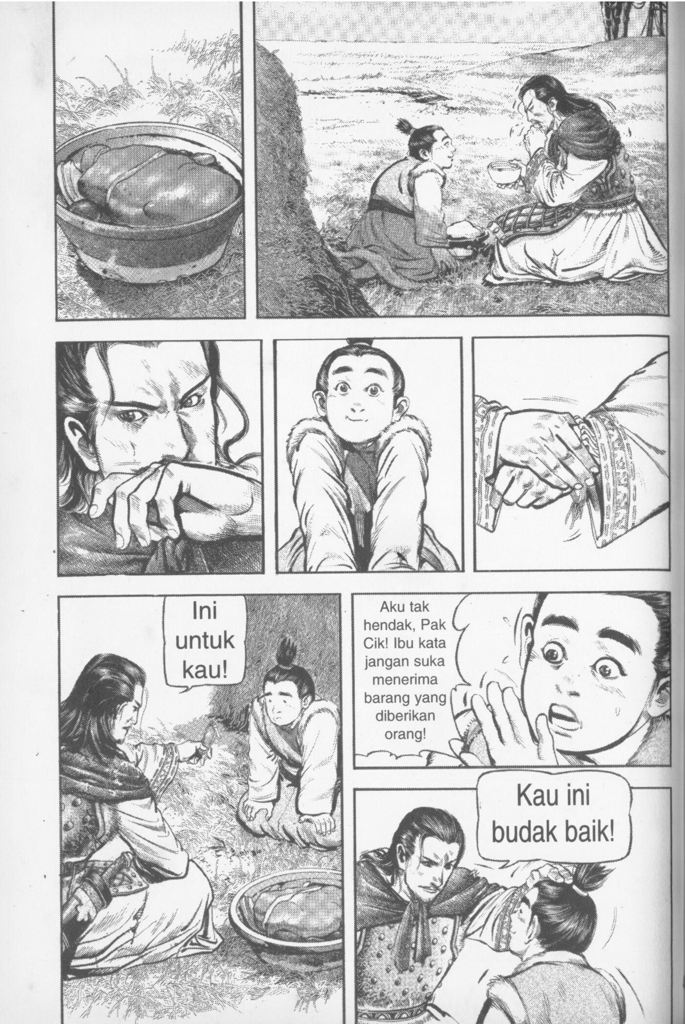 Ini
untuk
kau!
Aku tak
hendak, Pak
Cik! Ibu kata
jangan suka
menerima
barang yang
diberikan
orang!
Kau ini
budak baik!